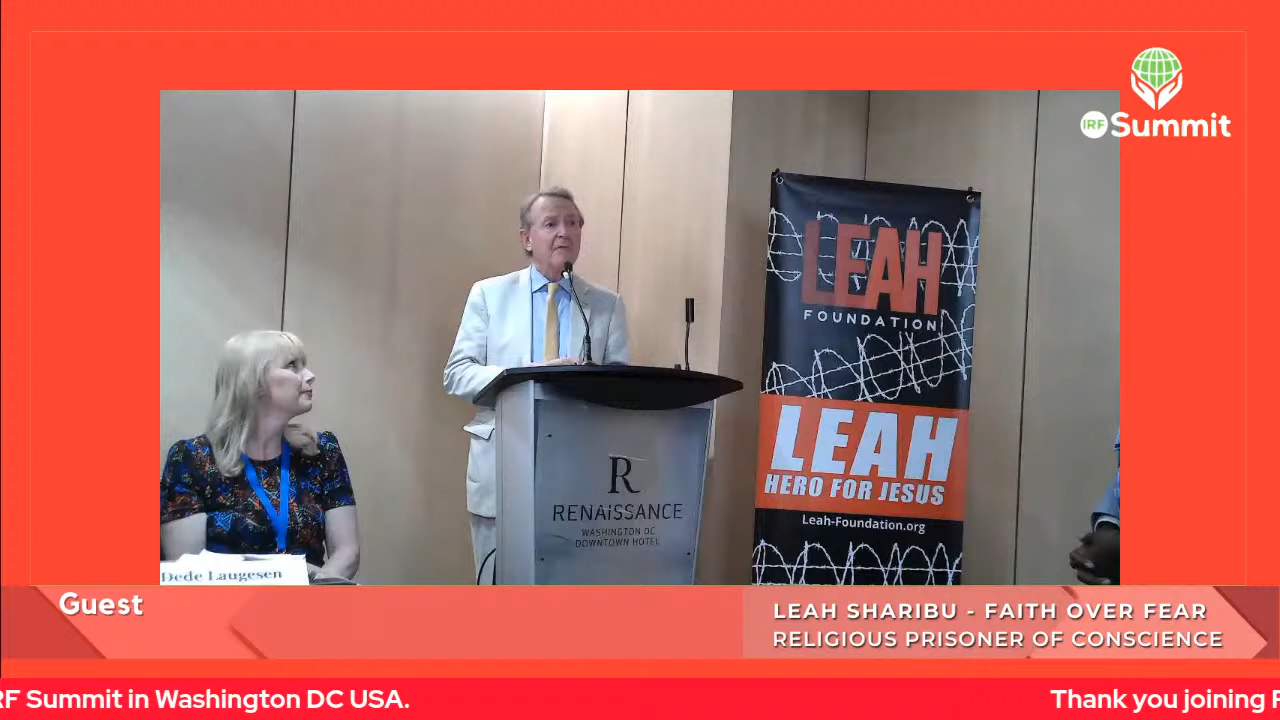 IRF Summit
LEAH
FOUNDATION
LEAH
HERO FOR JESUS
Leah-Foundation.org
R
RENAISSANCE
WASHINGTON DC
DOWNTOWN HOTEL
Dede Laugesen
Guest
LEAH SHARIBU - FAITH OVER FEAR
RELIGIOUS PRISONER OF CONSCIENCE
RF Summit in Washington DC USA.
Thank you joining